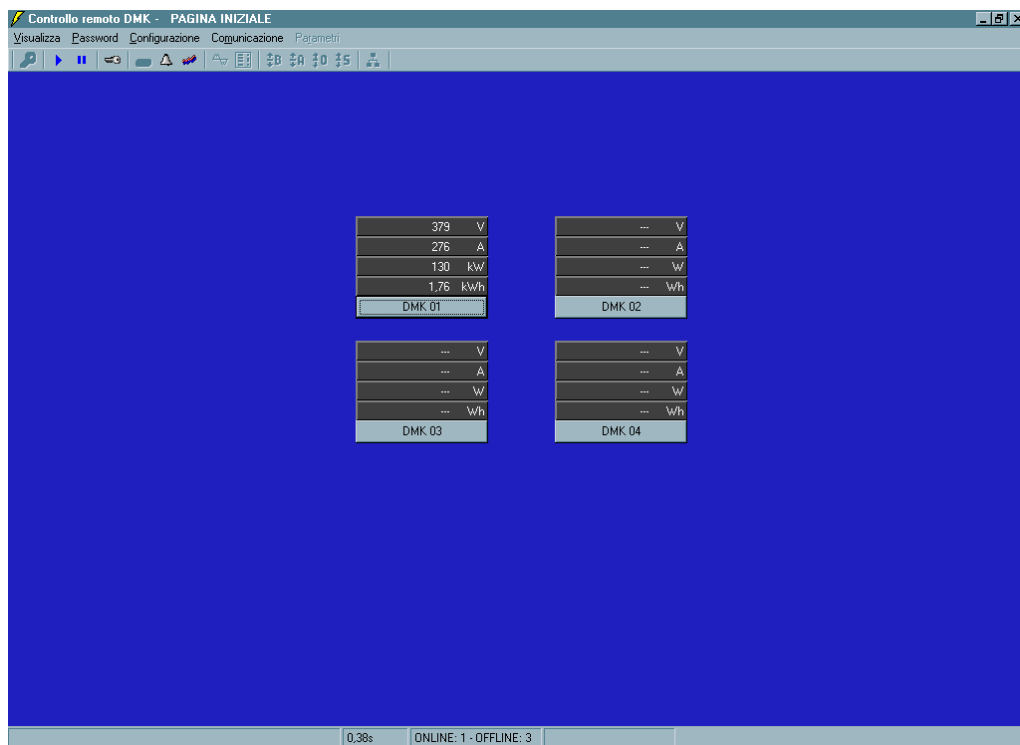 Controllo remoto DMK - PAGINA INIZIALE
Visualizza Password Configurazione Comunicazione Parametri
B A O S
379 V
276 A
130 kW
1,76 kWh
DMK 01
--- V
--- A
--- W
--- Wh
DMK 02
--- V
--- A
--- W
--- Wh
DMK 03
--- V
--- A
--- W
--- Wh
DMK 04
0,38s ONLINE: 1 - OFFLINE: 3